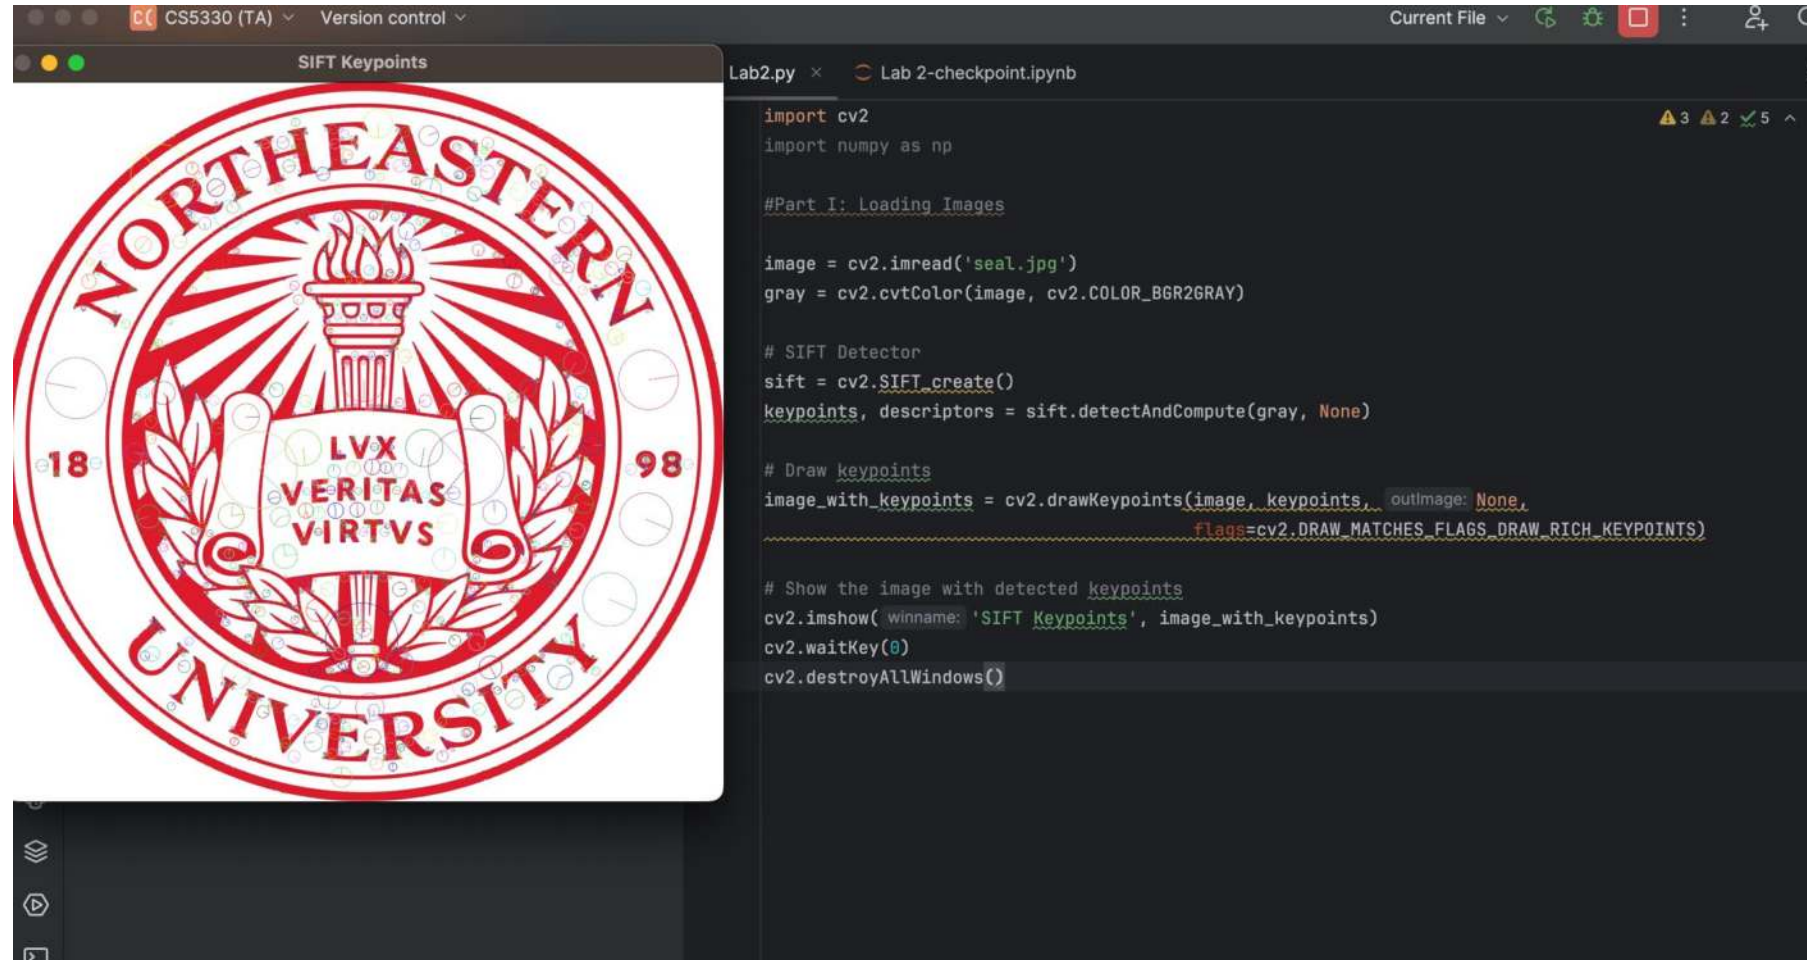 CS5330 (TA)
Version control
Current File
SIFT Keypoints
Lab2.py
Lab 2-checkpoint.ipynb
3 2 5
NORTHEASTERN
18
98
LVX
VERITAS
VIRTVS
UNIVERSITY
import cv2
import numpy as np
#Part I: Loading Images
image = cv2.imread('seal.jpg')
gray = cv2.cvtColor(image, cv2.COLOR_BGR2GRAY)
# SIFT Detector
sift = cv2.SIFT_create()
keypoints, descriptors = sift.detectAndCompute(gray, None)
# Draw keypoints
image_with_keypoints = cv2.drawKeypoints(image, keypoints, outImage: None,
flags=cv2.DRAW_MATCHES_FLAGS_DRAW_RICH_KEYPOINTS)
# Show the image with detected keypoints
cv2.imshow( winname: 'SIFT Keypoints', image_with_keypoints)
cv2.waitKey(0)
cv2.destroyAllWindows()